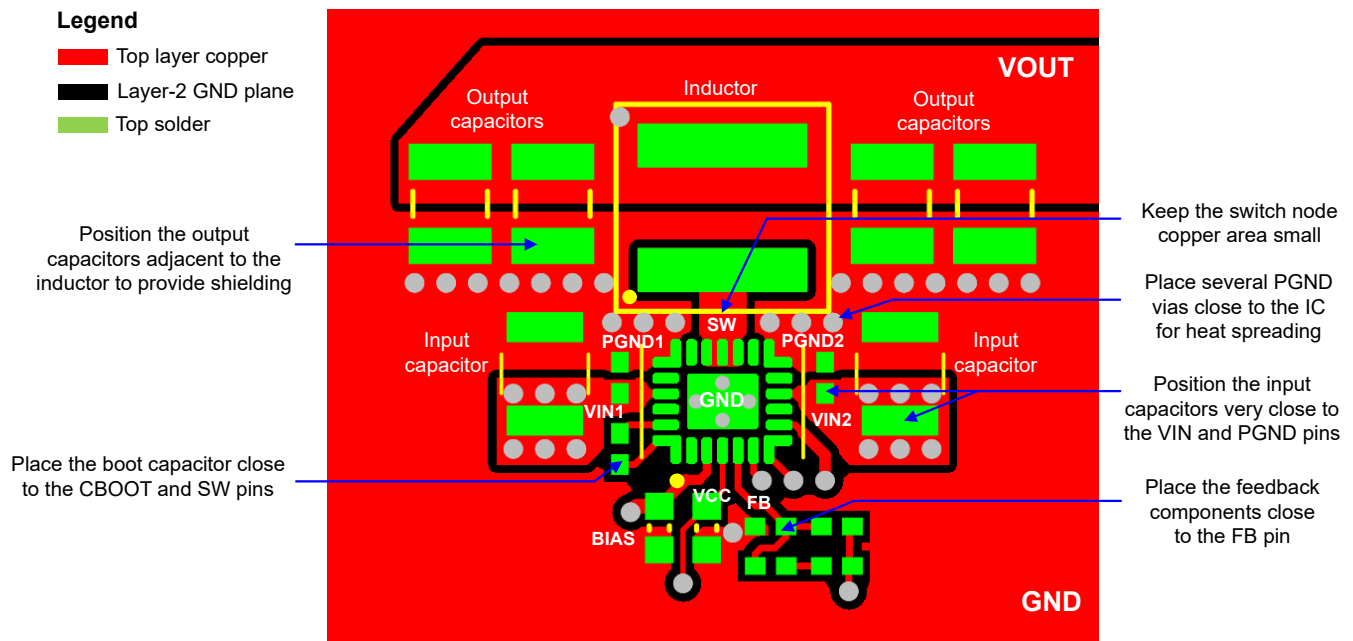 Legend
Top layer copper
Layer-2 GND plane
Top solder
VOUT
Inductor
Output
capacitors
Output
capacitors
Position the output
capacitors adjacent to the
inductor to provide shielding
Keep the switch node
copper area small
Place several PGND
vias close to the IC
for heat spreading
SW
PGND1
PGND2
Input
capacitor
Input
capacitor
GND
VIN1
VIN2
Position the input
capacitors very close to
the VIN and PGND pins
Place the boot capacitor close
to the CBOOT and SW pins
VCC
FB
BIAS
Place the feedback
components close
to the FB pin
GND